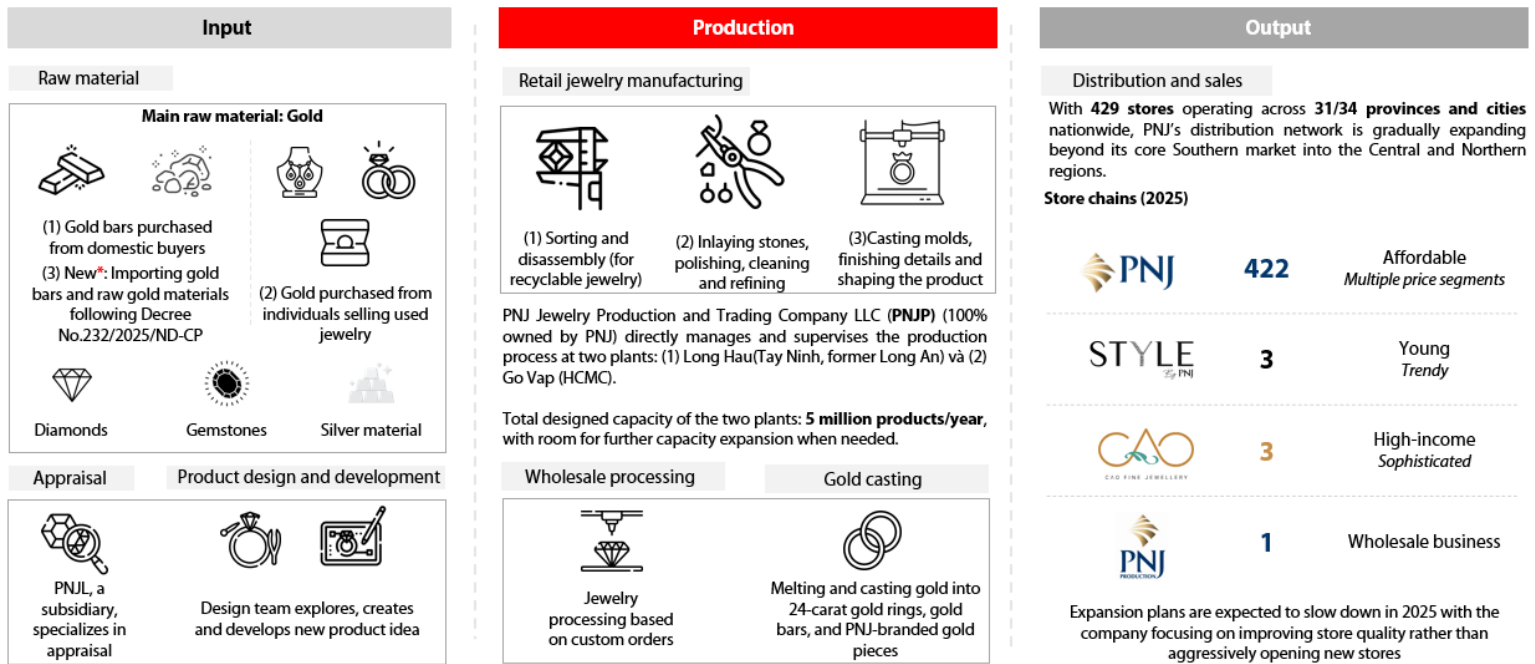 Input
Raw material
Main raw material: Gold
(1) Gold bars purchased
from domestic buyers
(3) New*: Importing gold
bars and raw gold materials
following Decree
No.232/2025/ND-CP
(2) Gold purchased from
individuals selling used
jewelry
Diamonds
Gemstones
Silver material
Appraisal
Product design and development
PNJL, a
subsidiary,
specializes in
appraisal
Design team explores, creates
and develops new product idea
Production
Retail jewelry manufacturing
(1) Sorting and
disassembly (for
recyclable jewelry)
(2) Inlaying stones,
polishing, cleaning
and refining
(3)Casting molds,
finishing details and
shaping the product
PNJ Jewelry Production and Trading Company LLC (PNJP) (100%
owned by PNJ) directly manages and supervises the production
process at two plants: (1) Long Hau(Tay Ninh, former Long An) và (2)
Go Vap (HCMC).
Total designed capacity of the two plants: 5 million products/year,
with room for further capacity expansion when needed.
Wholesale processing
Gold casting
Jewelry
processing based
on custom orders
Melting and casting gold into
24-carat gold rings, gold
bars, and PNJ-branded gold
pieces
Output
Distribution and sales
With 429 stores operating across 31/34 provinces and cities
nationwide, PNJ's distribution network is gradually expanding
beyond its core Southern market into the Central and Northern
regions.
Store chains (2025)
PNJ
422
Affordable
Multiple price segments
STYLE
By PNJ
3
Young
Trendy
CAO
CAO FINE JEWELLERY
3
High-income
Sophisticated
PNJ
PRODUCTION
1
Wholesale business
Expansion plans are expected to slow down in 2025 with the
company focusing on improving store quality rather than
aggressively opening new stores